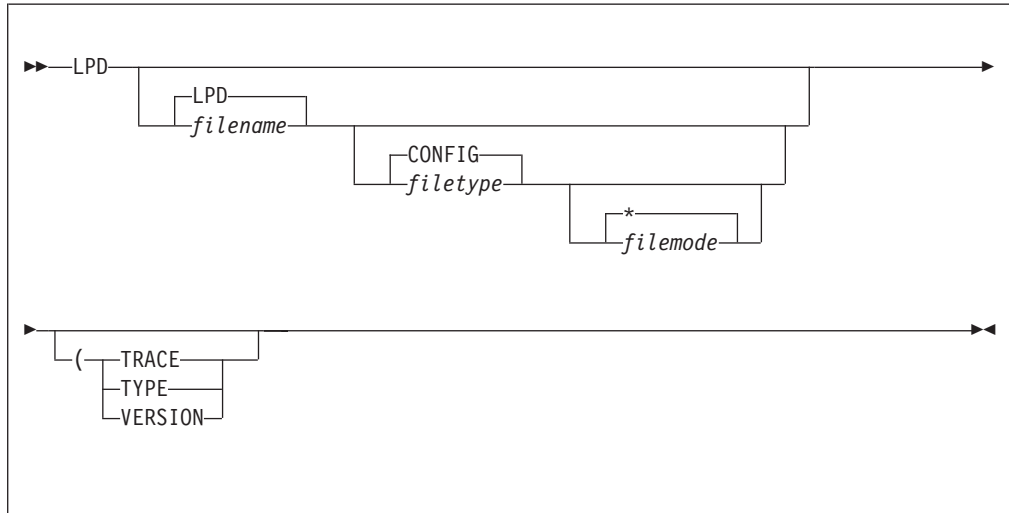 LPD
LPD
filename
CONFIG
filetype
*
filemode
(
TRACE
TYPE
VERSION